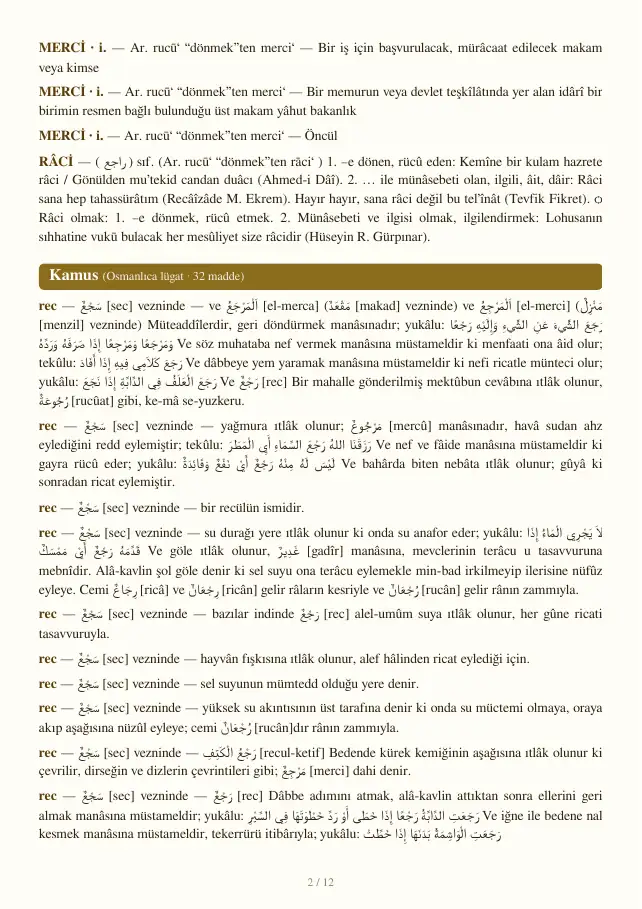 MERCİ · i. — Ar. rucūʻ “dönmek”ten merciʻ — Bir iş için başvurulacak, mürâcaat edilecek makam
veya kimse
MERCİ · i. — Ar. rucūʻ “dönmek”ten merciʻ — Bir memurun veya devlet teşkîlâtında yer alan idârî bir
birimin resmen bağlı bulunduğu üst makam yâhut bakanlık
MERCİ · i. — Ar. rucūʻ “dönmek”ten merciʻ — Öncül
RÂCİ — ( راجع ) sıf. (Ar. rucūʻ “dönmek”ten râciʻ ) 1. –e dönen, rücû eden: Kemîne bir kulam hazrete
râci / Gönülden mu’tekid candan duâcı (Ahmed-i Dâî). 2. … ile münâsebeti olan, ilgili, âit, dâir: Râci
sana hep tahassürâtım (Recâîzâde M. Ekrem). Hayır hayır, sana râci değil bu tel’înât (Tevfik Fikret). ѻ
Râci olmak: 1. –e dönmek, rücû etmek. 2. Münâsebeti ve ilgisi olmak, ilgilendirmek: Lohusanın
sıhhatine vukū bulacak her mesûliyet size râcidir (Hüseyin R. Gürpınar).
Kamus (Osmanlıca lügat · 32 madde)
rec — سَجْعٌ [sec] vezninde — ve اَلْمَرْجَعُ [el-merca] (مَقْعَدٌ [makad] vezninde) ve اَلْمَرْجِعُ [el-merci] (مَنْزِلٌ
[menzil] vezninde) Müteaddîlerdir, geri döndürmek manâsınadır; yukâlu: رَجَعَ الشَّيْءَ عَنِ الشَّيْءِ وَإِلَيْهِ رَجْعًا
وَمَرْجَعًا وَمَرْجِعًا إِذَا صَرَفَهُ وَرَدَّهُ Ve söz muhataba nef vermek manâsına müstameldir ki menfaati ona âid olur;
tekûlu: رَجَعَ كَلَامِي فِيهِ إِذَا أَفَادَ Ve dâbbeye yem yaramak manâsına müstameldir ki nefi ricatle münteci olur;
yukâlu: رَجَعَ الْعَلَفُ فِي الدَّابَّةِ إِذَا نَجَعَ Ve رَجْعٌ [rec] Bir mahalle gönderilmiş mektûbun cevâbına ıtlâk olunur,
رُجُوعَةٌ [rucûat] gibi, ke-mâ se-yuzkeru.
rec — سَجْعٌ [sec] vezninde — yağmura ıtlâk olunur; مَرْجُوعٌ [mercû] manâsınadır, havâ sudan ahz
eylediğini redd eylemiştir; tekûlu: رَزَقَنَا اللهُ رَجْعَ السَّمَاءِ أَيِ الْمَطَرَ Ve nef ve fâide manâsına müstameldir ki
gayra rücû eder; yukâlu: لَيْسَ لَهُ مِنْهُ رَجْعٌ أَيْ نَفْعٌ وَفَائِدَةٌ Ve bahârda biten nebâta ıtlâk olunur; gûyâ ki
sonradan ricat eylemiştir.
rec — سَجْعٌ [sec] vezninde — bir recülün ismidir.
rec — سَجْعٌ [sec] vezninde — su durağı yere ıtlâk olunur ki onda su anafor eder; yukâlu: لاَ يَجْرِي الْمَاءُ إِذَا
قَدَّمَهُ رَجْعٌ أَيْ مَمْسَكٌ Ve göle ıtlâk olunur, غَدِيرٌ [gadîr] manâsına, mevclerinin terâcu u tasavvuruna
mebnîdir. Alâ-kavlin şol göle denir ki sel suyu ona terâcu eylemekle min-bad irkilmeyip ilerisine nüfûz
eyleye. Cemi رِجَاعٌ [ricâ] ve رِجْعَانٌ [ricân] gelir râların kesriyle ve رُجْعَانٌ [rucân] gelir rânın zammıyla.
rec — سَجْعٌ [sec] vezninde — bazılar indinde رَجْعٌ [rec] alel-umûm suya ıtlâk olunur, her gûne ricati
tasavvuruyla.
rec — سَجْعٌ [sec] vezninde — hayvân fışkısına ıtlâk olunur, alef hâlinden ricat eylediği için.
rec — سَجْعٌ [sec] vezninde — sel suyunun mümtedd olduğu yere denir.
rec — سَجْعٌ [sec] vezninde — yüksek su akıntısının üst tarafına denir ki onda su müctemi olmaya, oraya
akıp aşağısına nüzûl eyleye; cemi رُجْعَانٌ [rucân]dır rânın zammıyla.
rec — سَجْعٌ [sec] vezninde — رَجْعُ الْكَتِفِ [recul-ketif] Bedende kürek kemiğinin aşağısına ıtlâk olunur ki
çevrilir, dirseğin ve dizlerin çevrintileri gibi; مَرْجِعٌ [merci] dahi denir.
rec — سَجْعٌ [sec] vezninde — رَجْعٌ [rec] Dâbbe adımını atmak, alâ-kavlin attıktan sonra ellerini geri
almak manâsına müstameldir; yukâlu: رَجَعَتِ الدَّابَّةُ رَجْعًا إِذَا خَطَى أَوْ رَدَّ خَطْوَتَهَا فِي السَّيْرِ Ve iğne ile bedene nal
kesmek manâsına müstameldir, tekerrürü itibârıyla; yukâlu: رَجَعَتِ الْوَاشِمَةُ بَدَنَهَا إِذَا خَطَّتْ
2 / 12